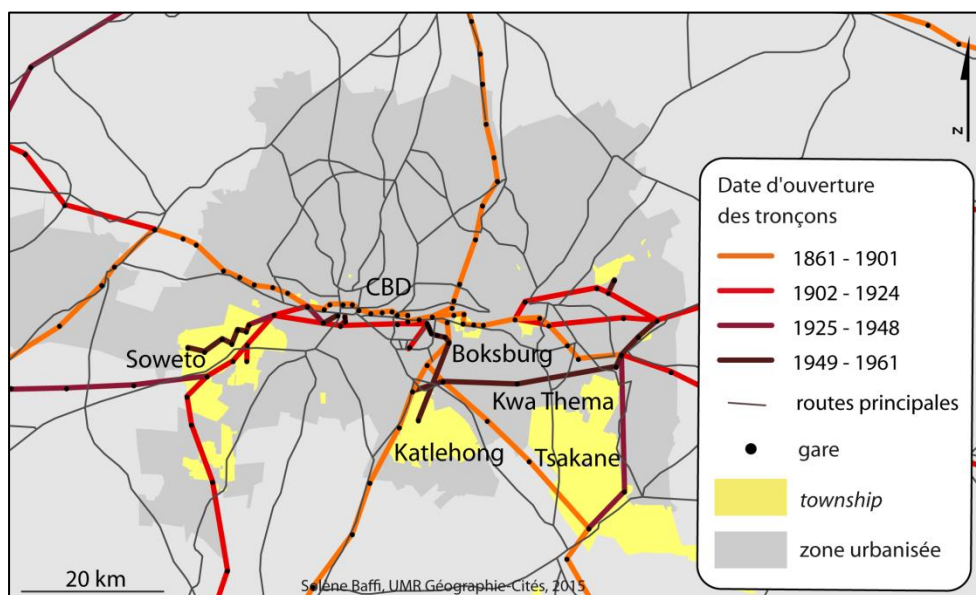 N
CBD
Soweto
Boksburg
Kwa Thema
Katlehong
Tsakane
20 km
Solène Baffi, UMR Géographie-Cités, 2015
Date d'ouverture
des tronçons
1861 - 1901
1902 - 1924
1925 - 1948
1949 - 1961
routes principales
gare
township
zone urbanisée